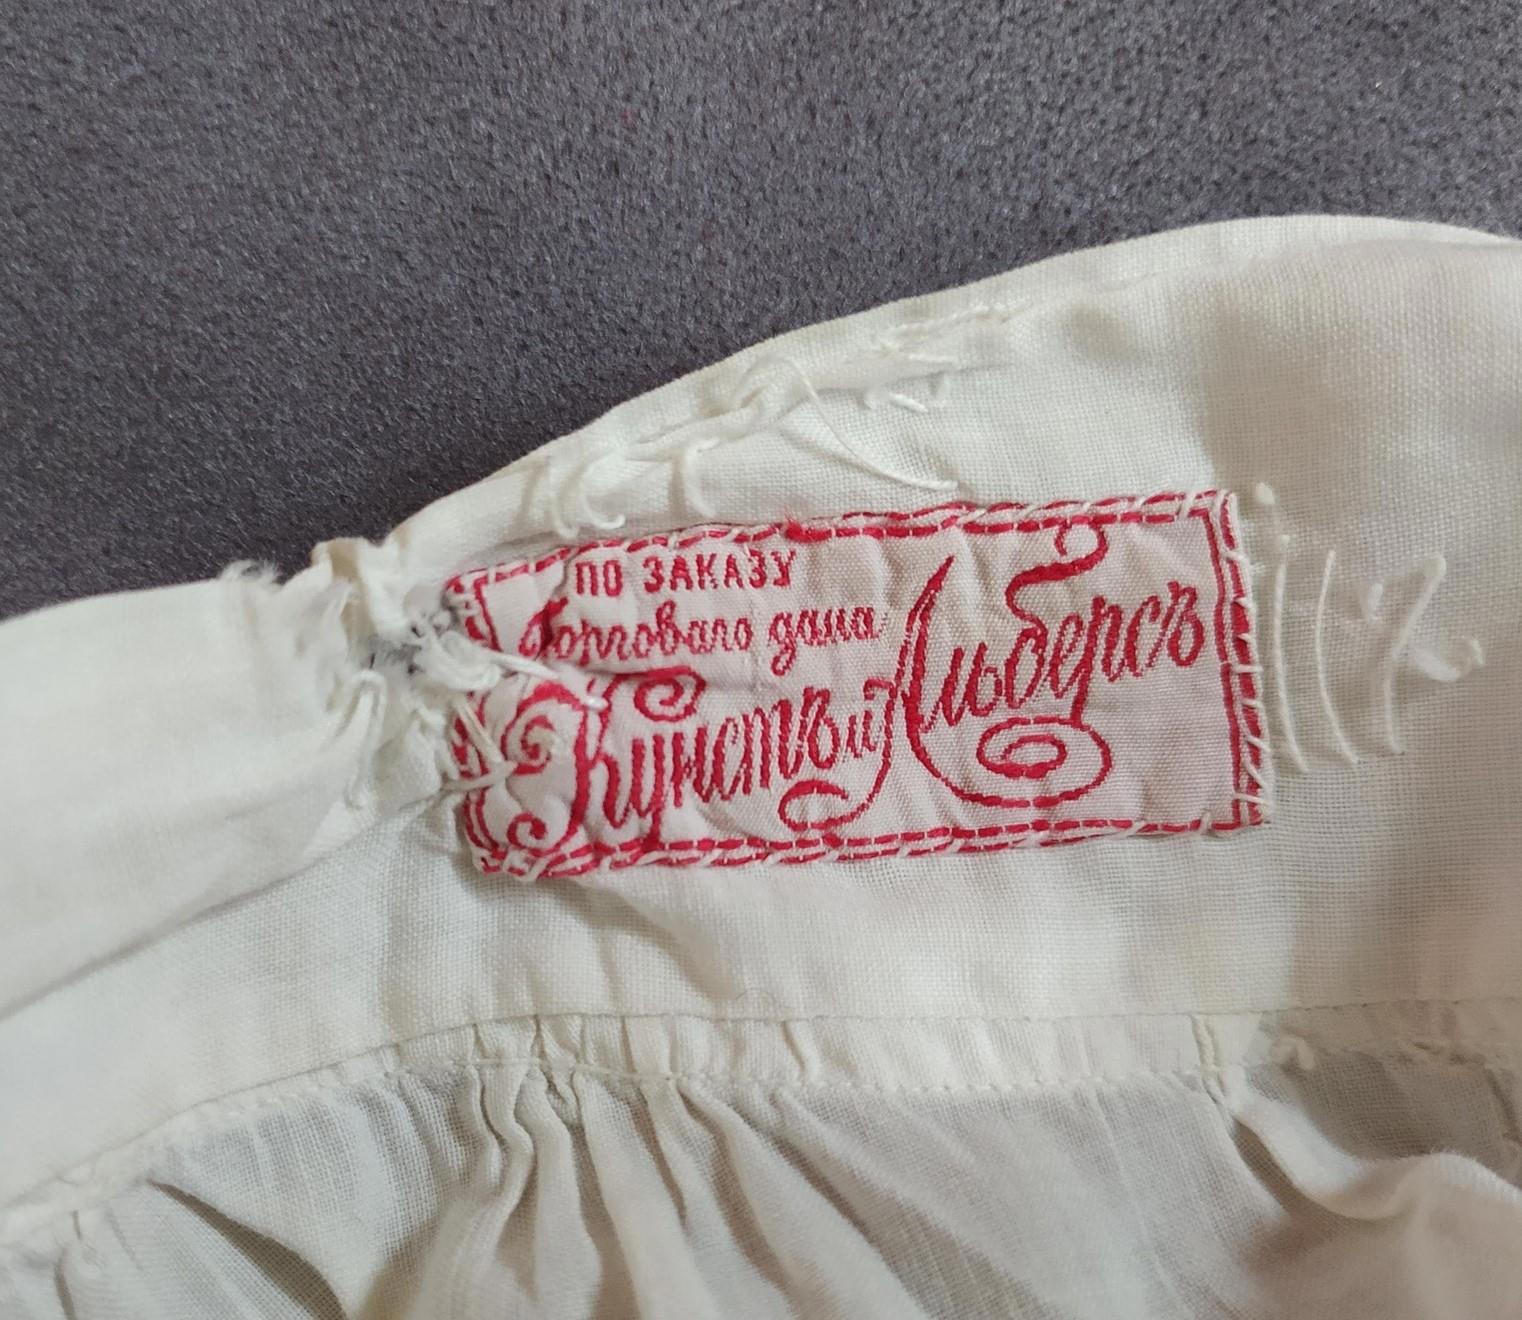 ПО ЗАКАЗУ
Торговаго дома
Кунстъ и Альберсъ